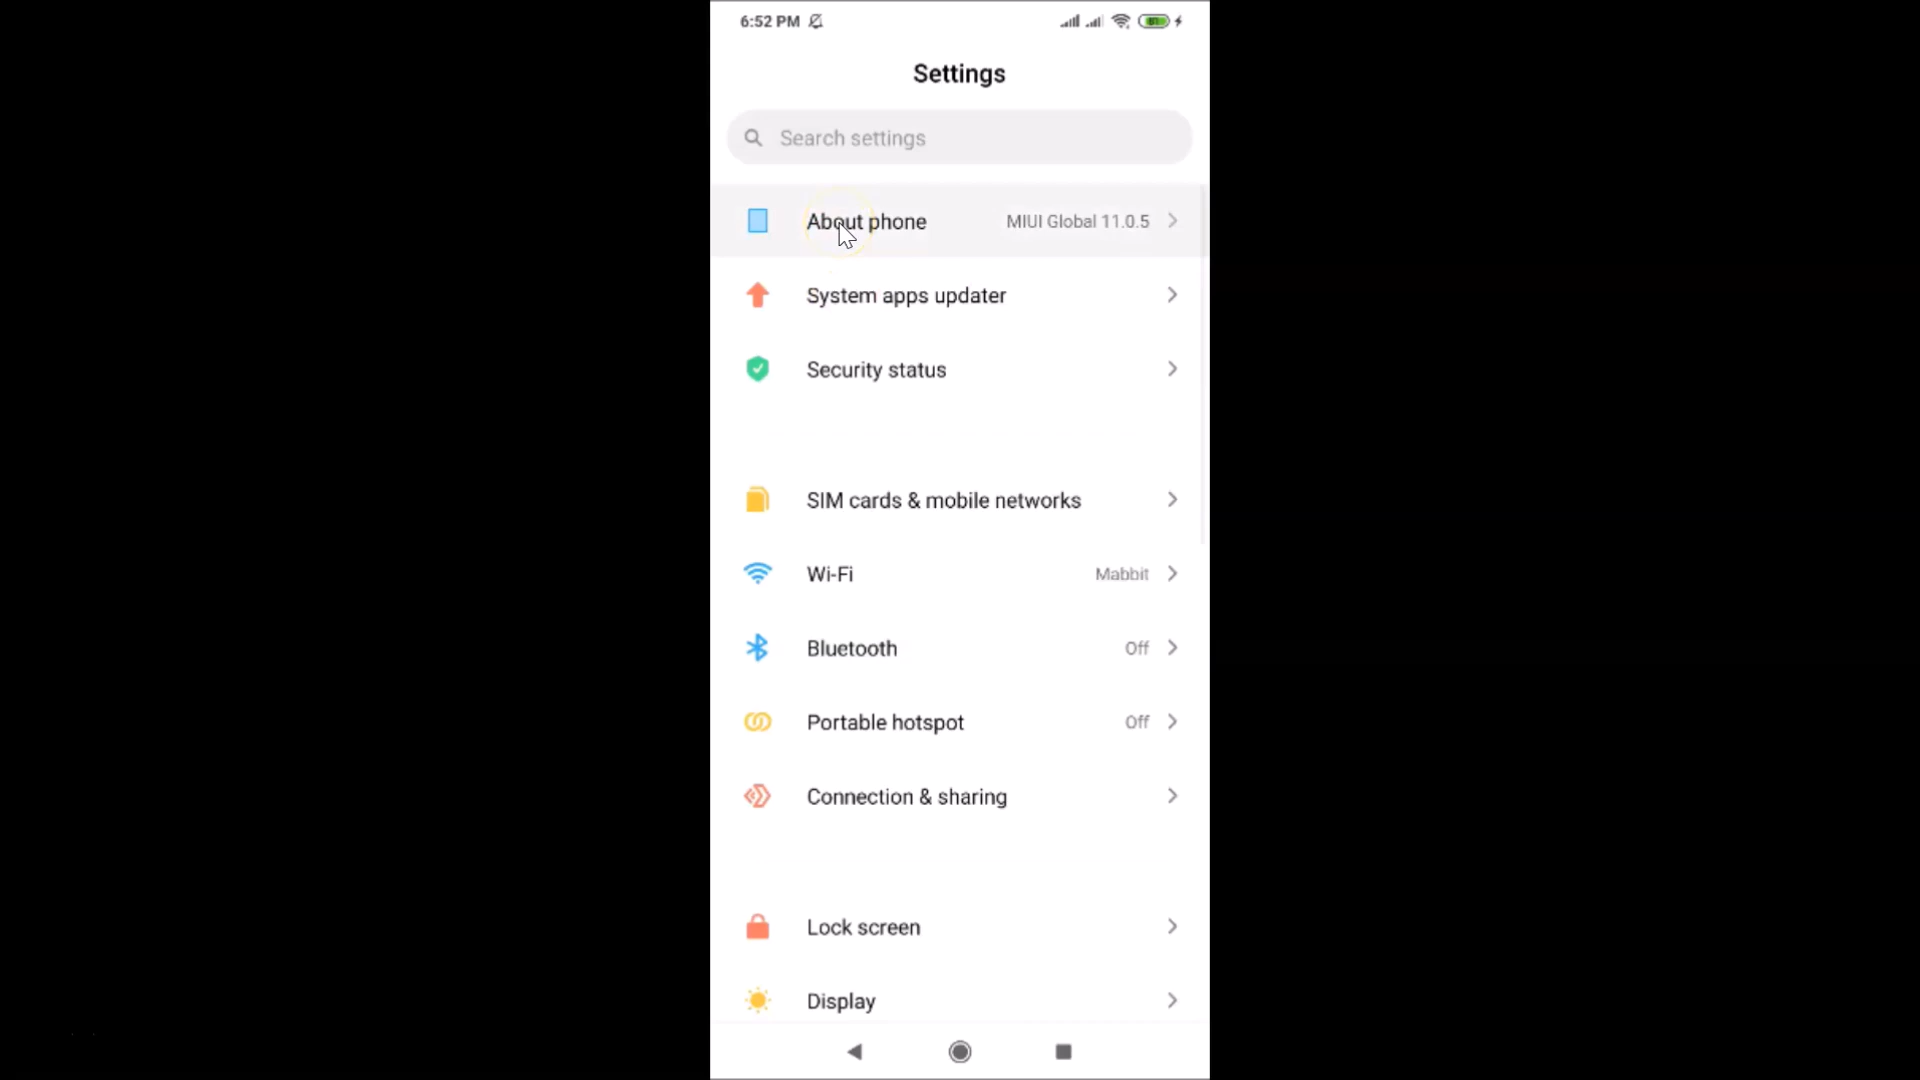 6:52 PM
Settings
Search settings
About phone MIUI Global 11.0.5
System apps updater
Security status
SIM cards & mobile networks
Wi-Fi Mabbit
Bluetooth Off
Portable hotspot Off
Connection & sharing
Lock screen
Display